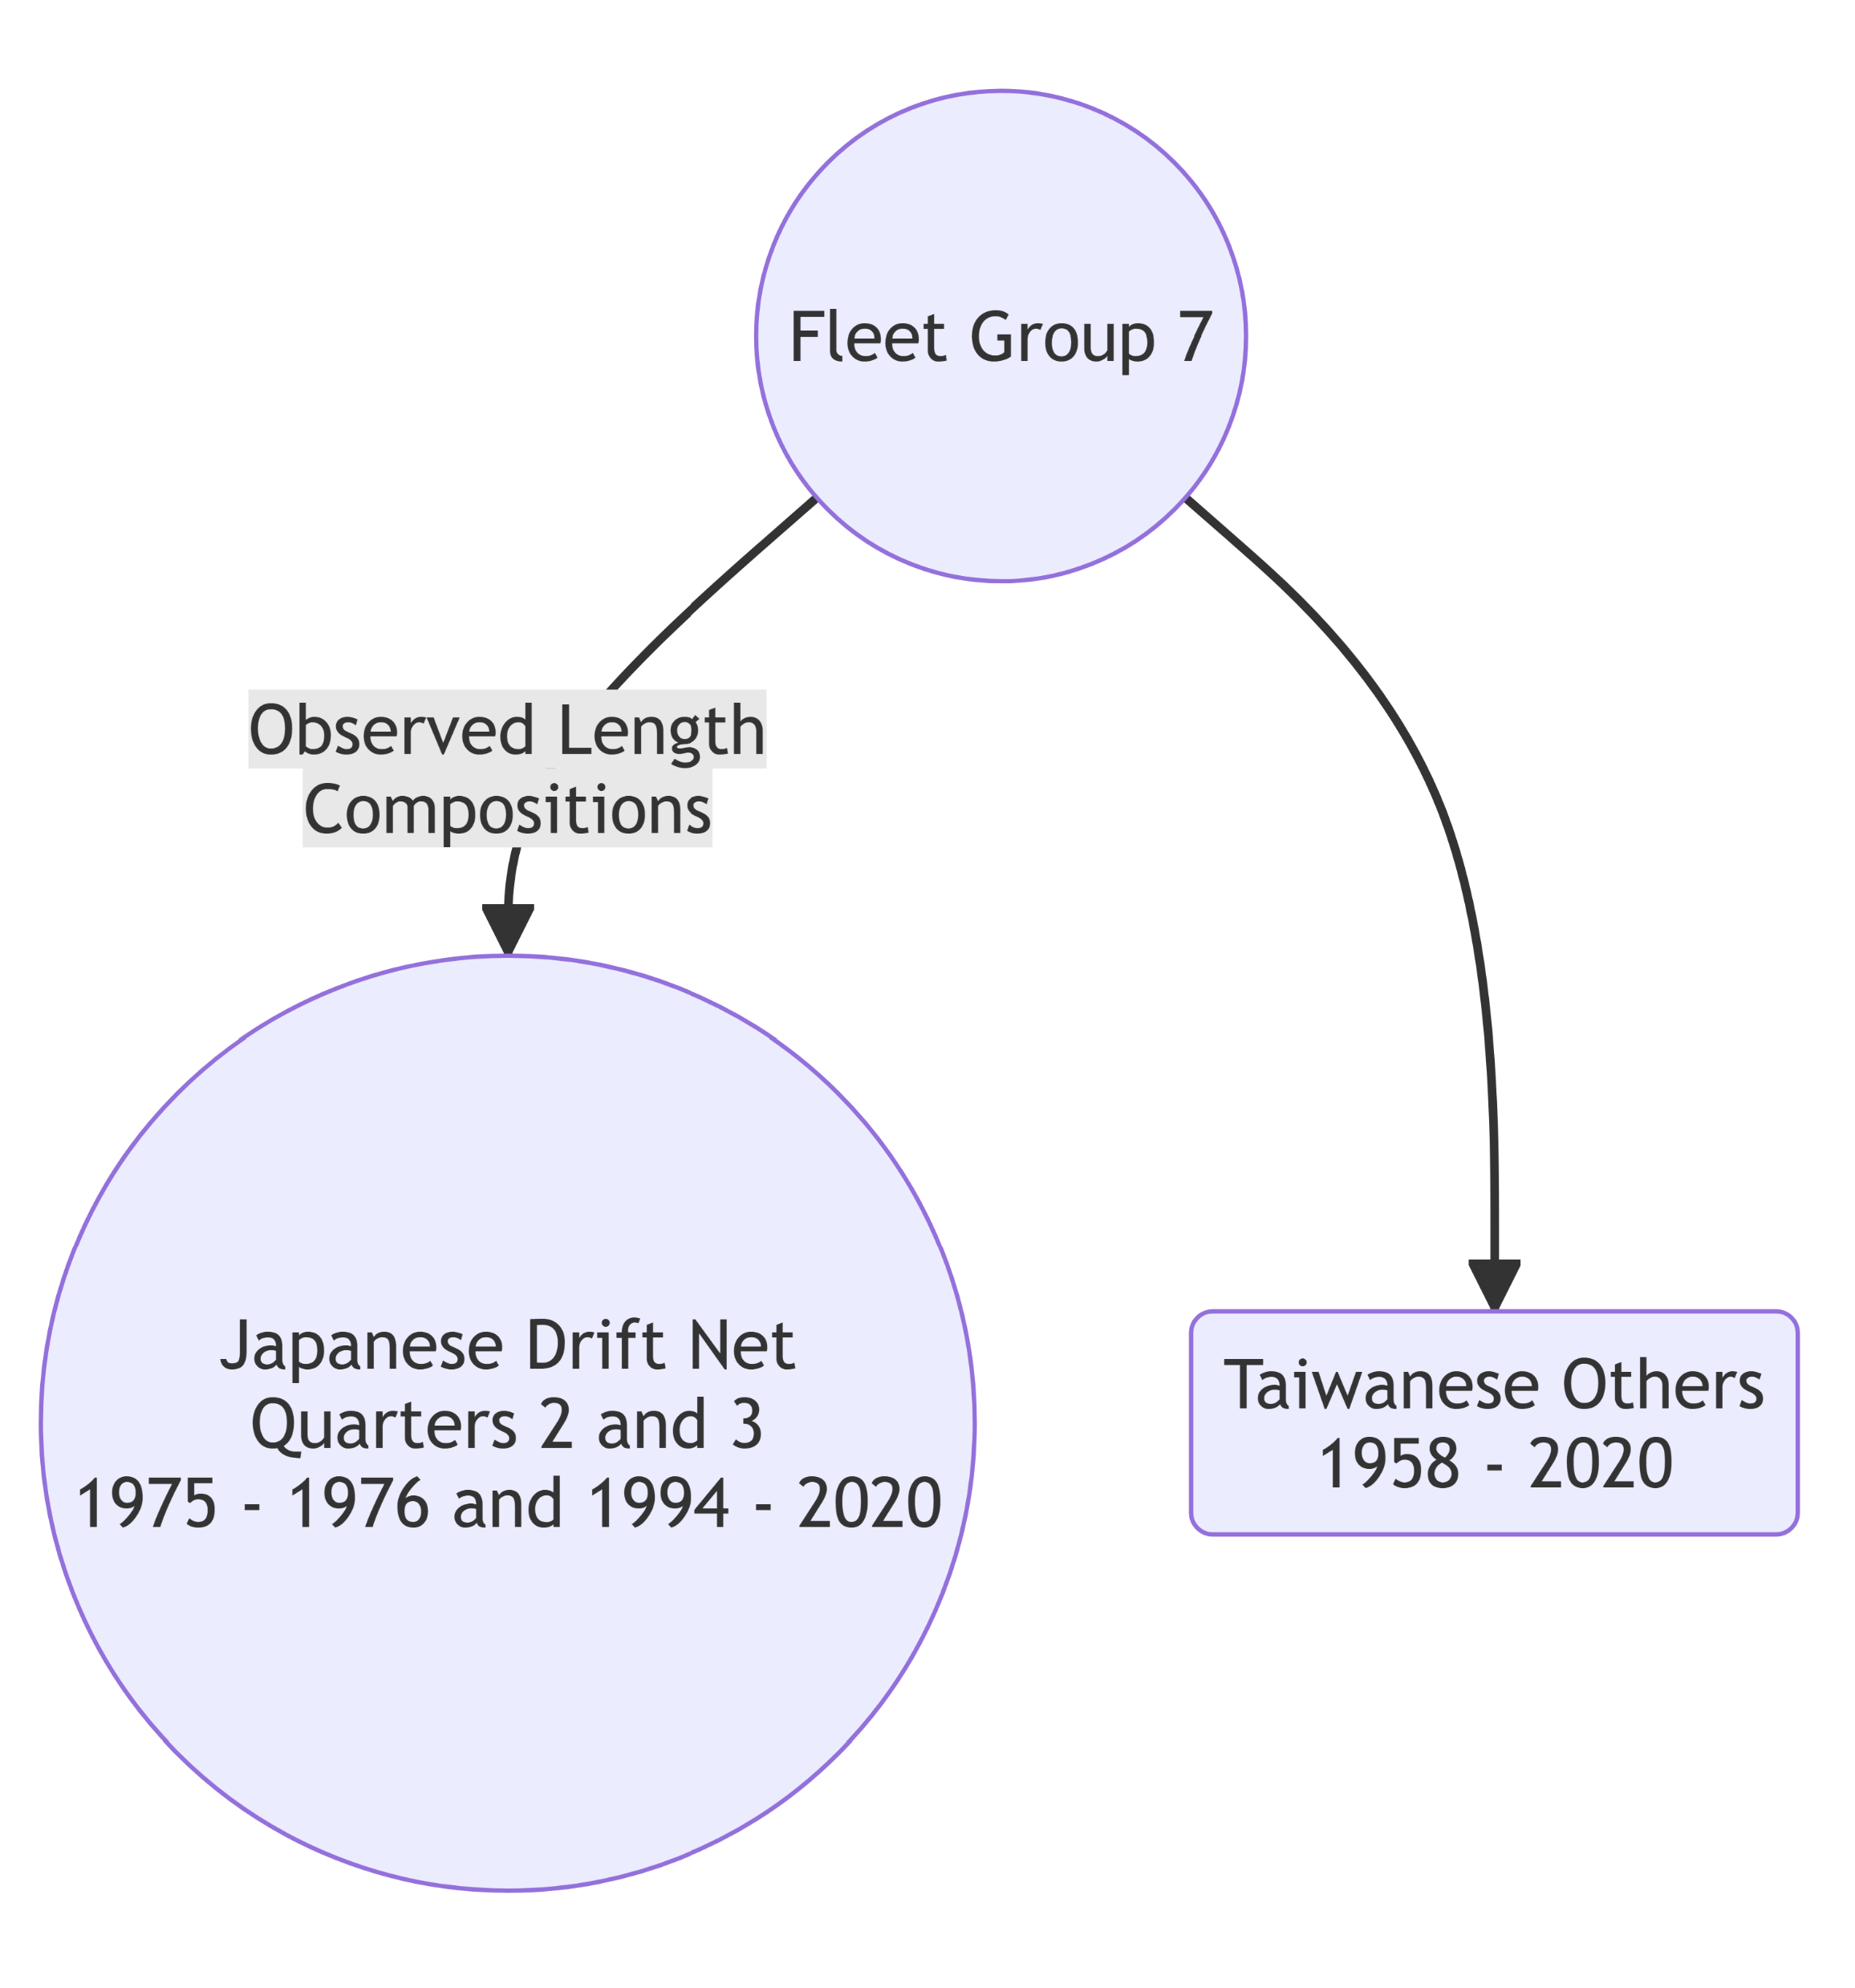 Fleet Group 7
Observed Length
Compositions
Japanese Drift Net
Quarters 2 and 3
1975 - 1976 and 1994 - 2020
Taiwanese Others
1958 - 2020